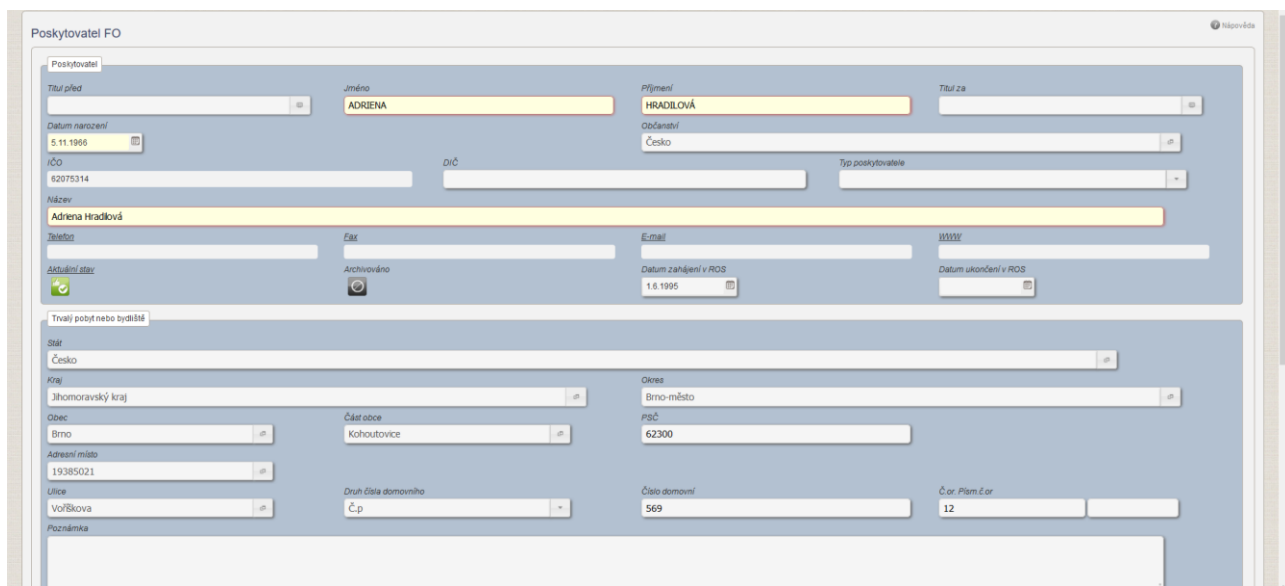 Nápověda
Poskytovatel FO
Poskytovatel
Titul před Jméno Příjmení Titul za
ADRIENA HRADILOVÁ
Datum narození Občanství
5.11.1966 Česko
IČO DIČ Typ poskytovatele
62075314
Název
Adriena Hradilová
Telefon Fax E-mail WWW
Aktuální stav Archivováno Datum zahájení v ROS Datum ukončení v ROS
1.6.1995
Trvalý pobyt nebo bydliště
Stát
Česko
Kraj Okres
Jihomoravský kraj Brno-město
Obec Část obce PSČ
Brno Kohoutovice 62300
Adresní místo
19385021
Ulice Druh čísla domovního Číslo domovní Č.or. Písm.č.or
Voříškova Č.p 569 12
Poznámka